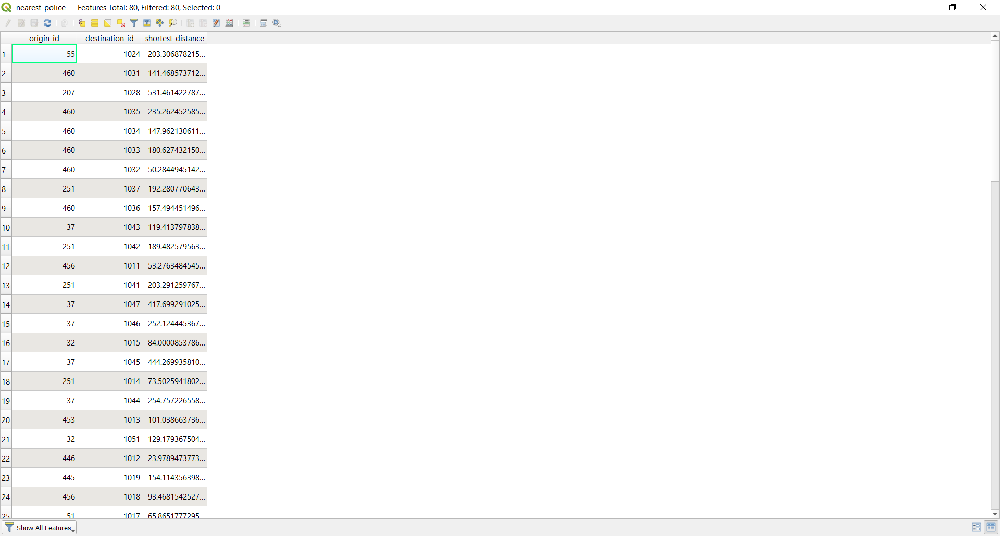 nearest_police — Features Total: 80, Filtered: 80, Selected: 0
origin_id destination_id shortest_distance
1 55 1024 203.306878215...
2 460 1031 141.468573712...
3 207 1028 531.461422787...
4 460 1035 235.262452585...
5 460 1034 147.962130611...
6 460 1033 180.627432150...
7 460 1032 50.2844945142...
8 251 1037 192.280770643...
9 460 1036 157.494451496...
10 37 1043 119.413797838...
11 251 1042 189.482579563...
12 456 1011 53.2763484545...
13 251 1041 203.291259767...
14 37 1047 417.699291025...
15 37 1046 252.124445367...
16 32 1015 84.0000853786...
17 37 1045 444.269935810...
18 251 1014 73.5025941802...
19 37 1044 254.757226558...
20 453 1013 101.038663736...
21 32 1051 129.179367504...
22 446 1012 23.9789473773...
23 445 1019 154.114356398...
24 456 1018 93.4681542527...
25 51 1017 65.8651777295...
Show All Features